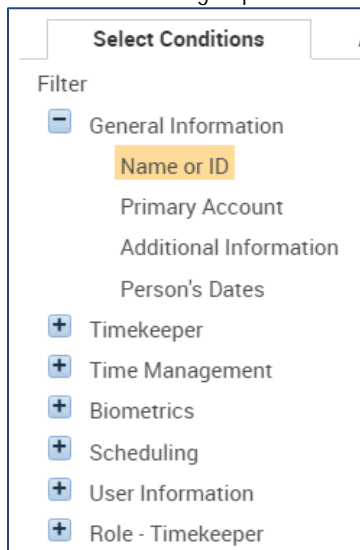 Select Conditions
Filter
General Information
Name or ID
Primary Account
Additional Information
Person's Dates
Timekeeper
Time Management
Biometrics
Scheduling
User Information
Role - Timekeeper